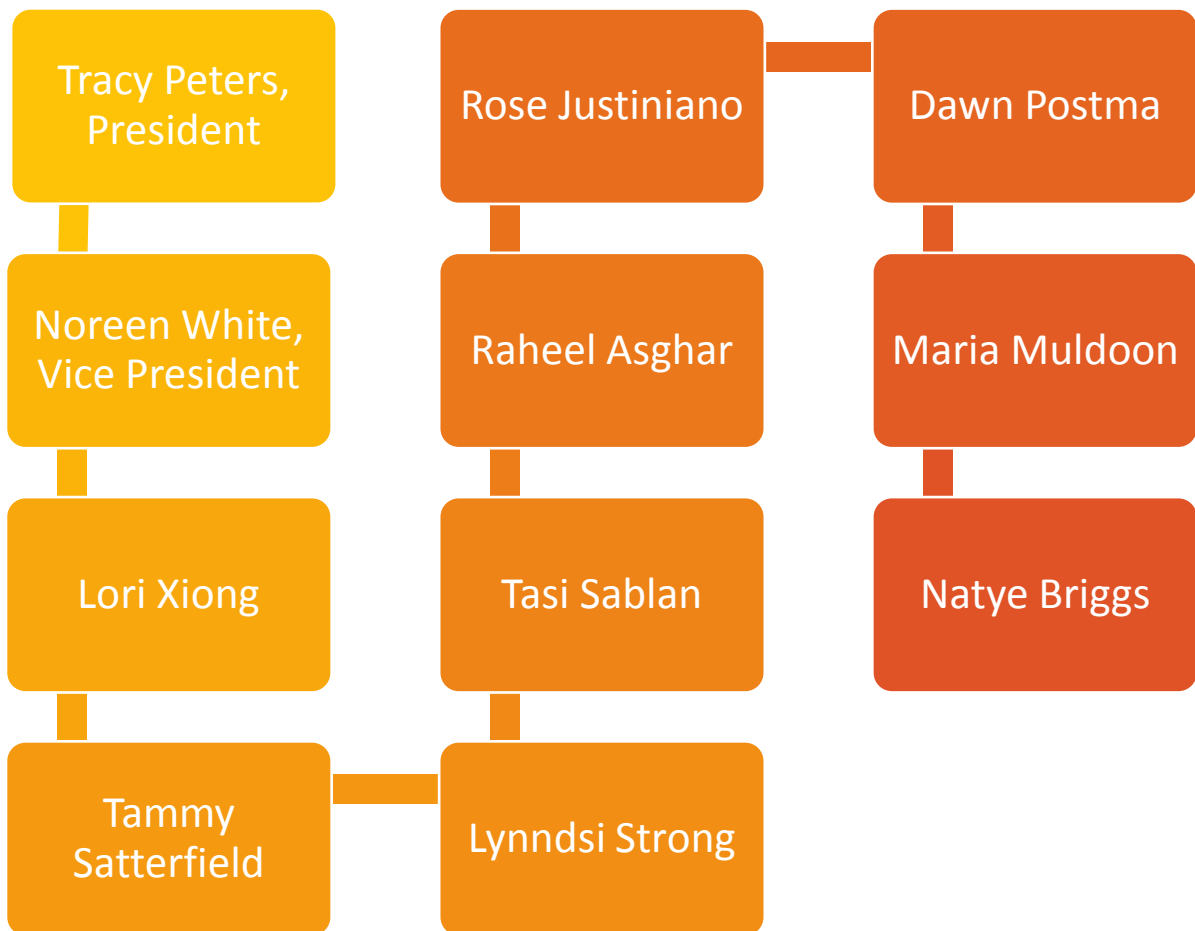 Tracy Peters,
President
Noreen White,
Vice President
Lori Xiong
Tammy
Satterfield
Lynndsi Strong
Tasi Sablan
Raheel Asghar
Rose Justiniano
Dawn Postma
Maria Muldoon
Natye Briggs